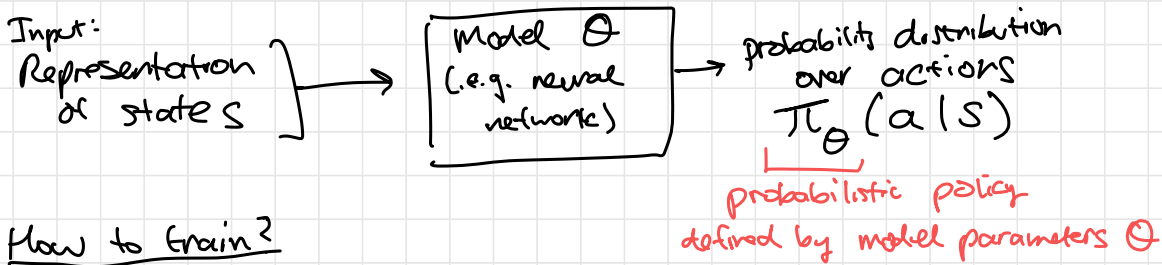 Input:
Representation
of state S
Model θ
(e.g. neural
network)
probability distribution
over actions
π_θ (a|s)
probabilistic policy
defined by model parameters θ
How to train?